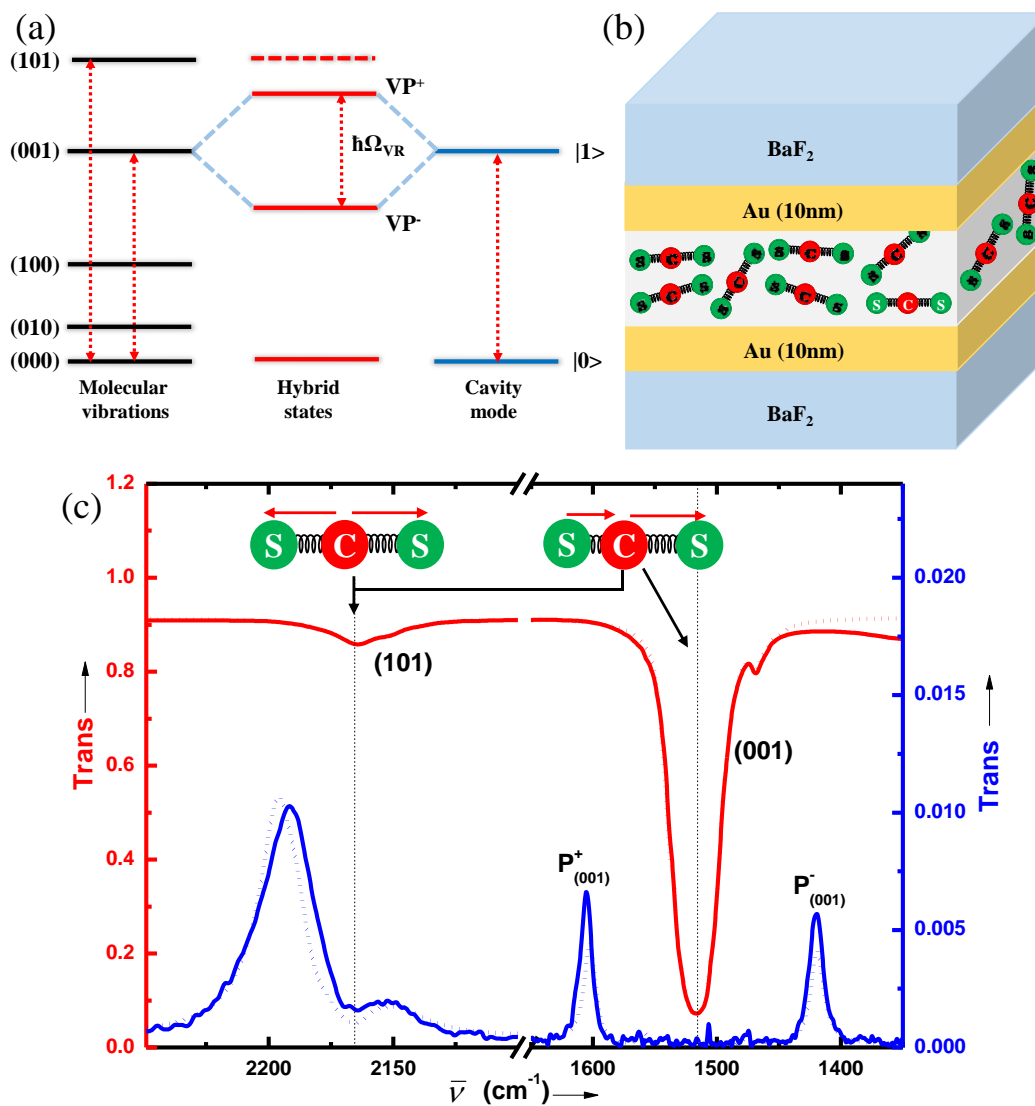 (a)
(101)
(001)
(100)
(010)
(000)
VP+
ħΩVR
VP-
|1>
|0>
Molecular
vibrations
Hybrid
states
Cavity
mode
(b)
BaF2
Au (10nm)
S C S
S C S
S C S
S C S
S C S
S C
S C S
S C S
S C S
Au (10nm)
BaF2
(c)
1.2
1.0
0.8
0.6
0.4
0.2
0.0
Trans
S C S
S C S
(101)
(001)
P+(001)
P-(001)
0.020
0.015
0.010
0.005
0.000
Trans
2200 2150 1600 1500 1400
ν̄ (cm-1)